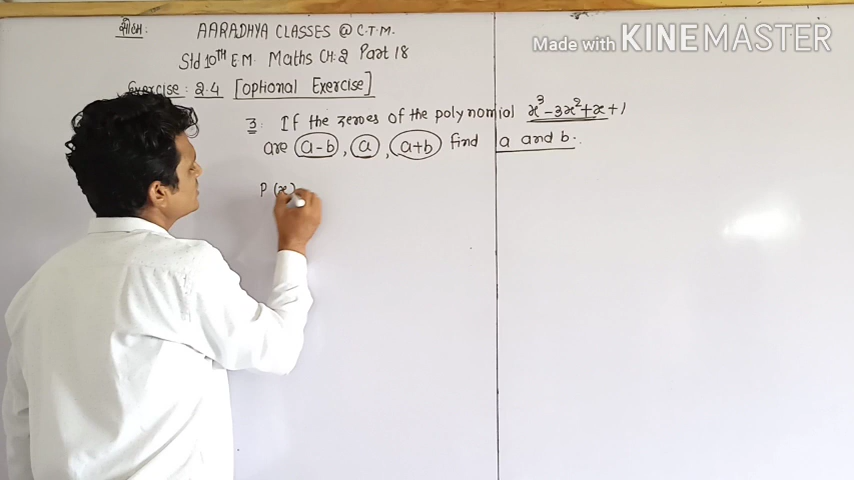 ઓમ
AARADHYA CLASSES @ C.T.M.
Made with KINEMASTER
Std 10TH E.M. Maths CH:2 Part 18
Exercise: 2.4 [Optional Exercise]
3. If the zeroes of the polynomial x³-3x²+x+1
are a-b, a, a+b find a and b.
P(x)